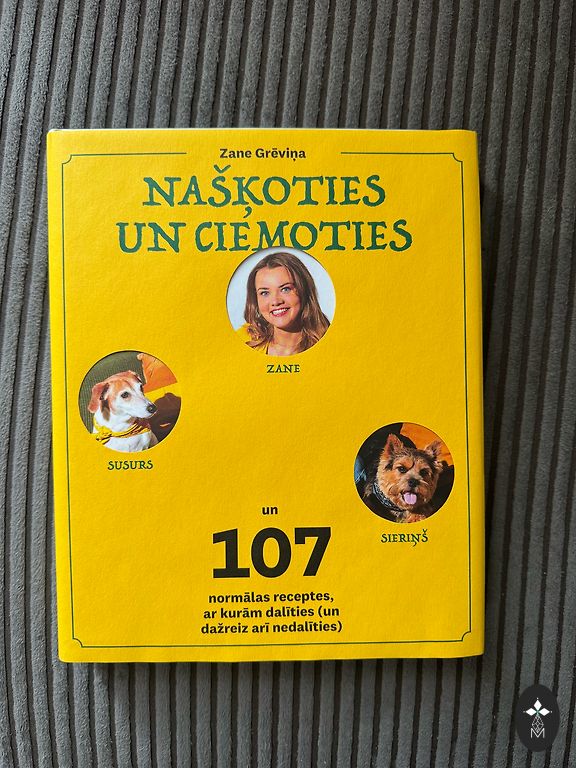 Zane Grēviņa
NAŠĶOTIES
UN CIEMOTIES
ZANE
SUSURS
SIERIŅŠ
un
107
normālas receptes,
ar kurām dalīties (un
dažreiz arī nedalīties)
M